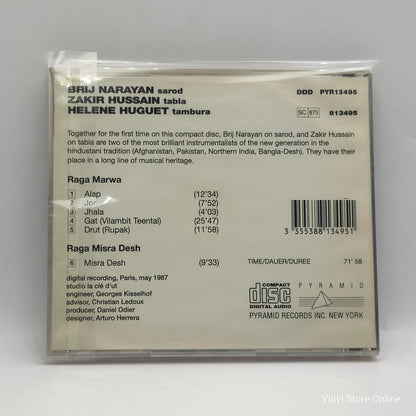 BRIJ NARAYAN sarod
ZAKIR HUSSAIN tabla
HELENE HUGUET tambura
DDD PYR13495
SC 875 813495
Together for the first time on this compact disc, Brij Narayan on sarod, and Zakir Hussain
on tabla are two of the most brilliant instrumentalists of the new generation in the
hindustani tradition (Afghanistan, Pakistan, Northern India, Bangla-Desh). They have their
place in a long line of musical heritage.
Raga Marwa
1 Alap (12'34)
2 Jor (7'52)
3 Jhala (4'03)
4 Gat (Vilambit Teental) (25'47)
5 Drut (Rupak) (11'58)
3 355388 134951
Raga Misra Desh
6 Misra Desh (9'33)
TIME/DAUER/DUREE 71'58
digital recording, Paris, may 1987
studio la clé d'ut
engineer, Georges Kisselhof
advisor, Christian Ledoux
producer, Daniel Odier
designer, Arturo Herrera
COMPACT
disc
DIGITAL AUDIO
PYRAMID
PYRAMID RECORDS INC. NEW YORK
Vinyl Store Online